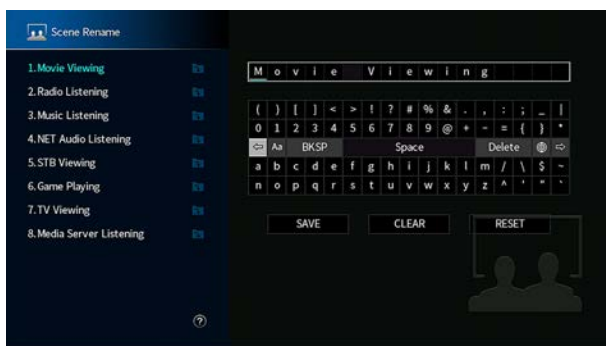 Scene Rename
1.Movie Viewing
2.Radio Listening
3.Music Listening
4.NET Audio Listening
5.STB Viewing
6.Game Playing
7.TV Viewing
8.Media Server Listening
?
Movie Viewing
( ) [ ] < > ! ? # % & . , : ; _ |
0 1 2 3 4 5 6 7 8 9 @ + - = { } *
⇦ Aa BKSP Space Delete ⇨
a b c d e f g h i j k l m / \ $ ~
n o p q r s t u v w x y z ^ ' " `
SAVE CLEAR RESET